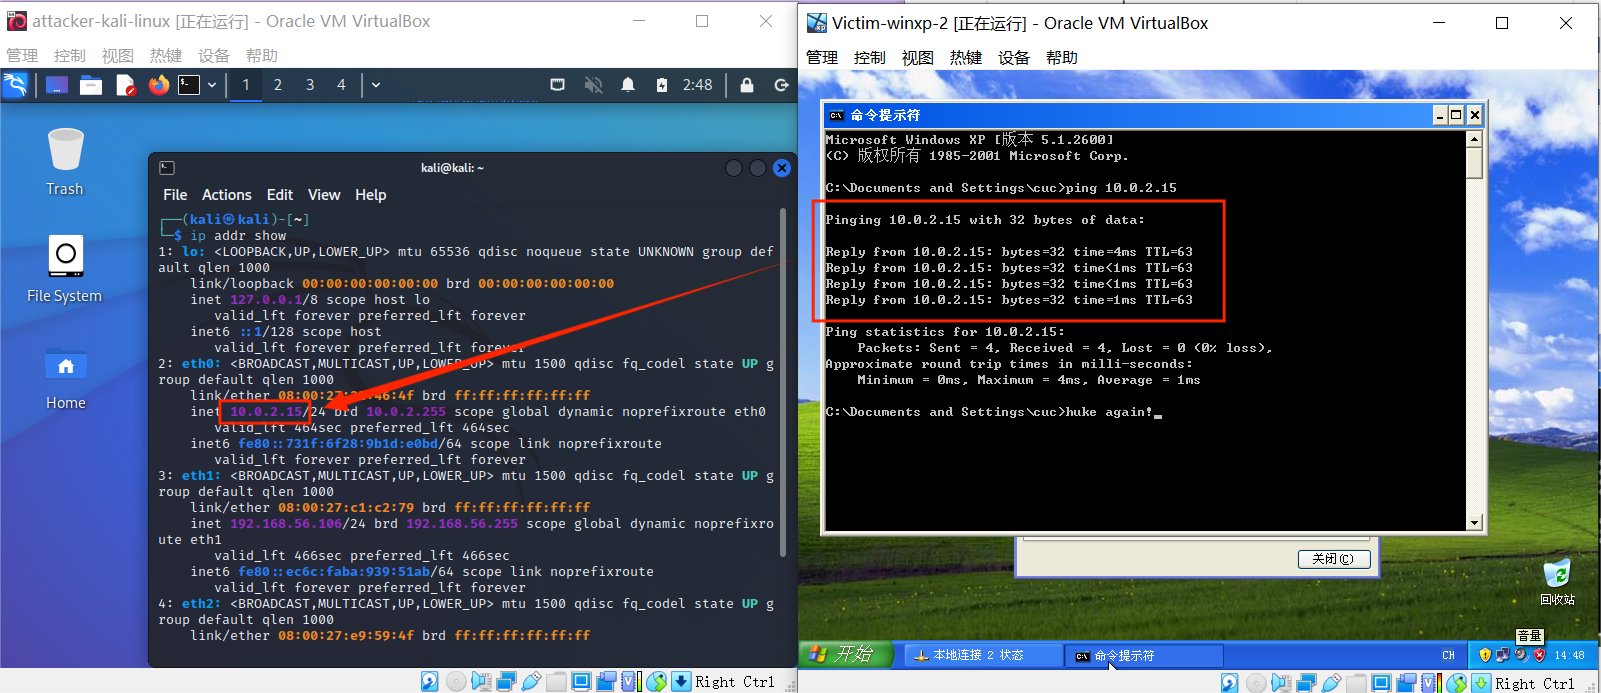 attacker-kali-linux [正在运行] - Oracle VM VirtualBox
管理 控制 视图 热键 设备 帮助
1 2 3 4 2:48
Trash
File System
Home
kali@kali: ~
File Actions Edit View Help
┌──(kali㉿kali)-[~]
└─$ ip addr show
1: lo: <LOOPBACK,UP,LOWER_UP> mtu 65536 qdisc noqueue state UNKNOWN group def
ault qlen 1000
link/loopback 00:00:00:00:00:00 brd 00:00:00:00:00:00
inet 127.0.0.1/8 scope host lo
valid_lft forever preferred_lft forever
inet6 ::1/128 scope host
valid_lft forever preferred_lft forever
2: eth0: <BROADCAST,MULTICAST,UP,LOWER_UP> mtu 1500 qdisc fq_codel state UP g
roup default qlen 1000
link/ether 08:00:27: 46:4f brd ff:ff:ff:ff:ff:ff
inet 10.0.2.15/24 brd 10.0.2.255 scope global dynamic noprefixroute eth0
valid_lft 464sec preferred_lft 464sec
inet6 fe80::731f:6f28:9b1d:e0bd/64 scope link noprefixroute
valid_lft forever preferred_lft forever
3: eth1: <BROADCAST,MULTICAST,UP,LOWER_UP> mtu 1500 qdisc fq_codel state UP g
roup default qlen 1000
link/ether 08:00:27:c1:c2:79 brd ff:ff:ff:ff:ff:ff
inet 192.168.56.106/24 brd 192.168.56.255 scope global dynamic noprefixro
ute eth1
valid_lft 466sec preferred_lft 466sec
inet6 fe80::ec6c:faba:939:51ab/64 scope link noprefixroute
valid_lft forever preferred_lft forever
4: eth2: <BROADCAST,MULTICAST,UP,LOWER_UP> mtu 1500 qdisc fq_codel state UP g
roup default qlen 1000
link/ether 08:00:27:e9:59:4f brd ff:ff:ff:ff:ff:ff
Right Ctrl
Victim-winxp-2 [正在运行] - Oracle VM VirtualBox
管理 控制 视图 热键 设备 帮助
命令提示符
Microsoft Windows XP [版本 5.1.2600]
(C) 版权所有 1985-2001 Microsoft Corp.
C:\Documents and Settings\cuc>ping 10.0.2.15
Pinging 10.0.2.15 with 32 bytes of data:
Reply from 10.0.2.15: bytes=32 time=4ms TTL=63
Reply from 10.0.2.15: bytes=32 time<1ms TTL=63
Reply from 10.0.2.15: bytes=32 time<1ms TTL=63
Reply from 10.0.2.15: bytes=32 time=1ms TTL=63
Ping statistics for 10.0.2.15:
Packets: Sent = 4, Received = 4, Lost = 0 (0% loss),
Approximate round trip times in milli-seconds:
Minimum = 0ms, Maximum = 4ms, Average = 1ms
C:\Documents and Settings\cuc>huke again!_
关闭(C)
回收站
音量
开始 本地连接 2 状态 命令提示符 CH 14:48
Right Ctrl